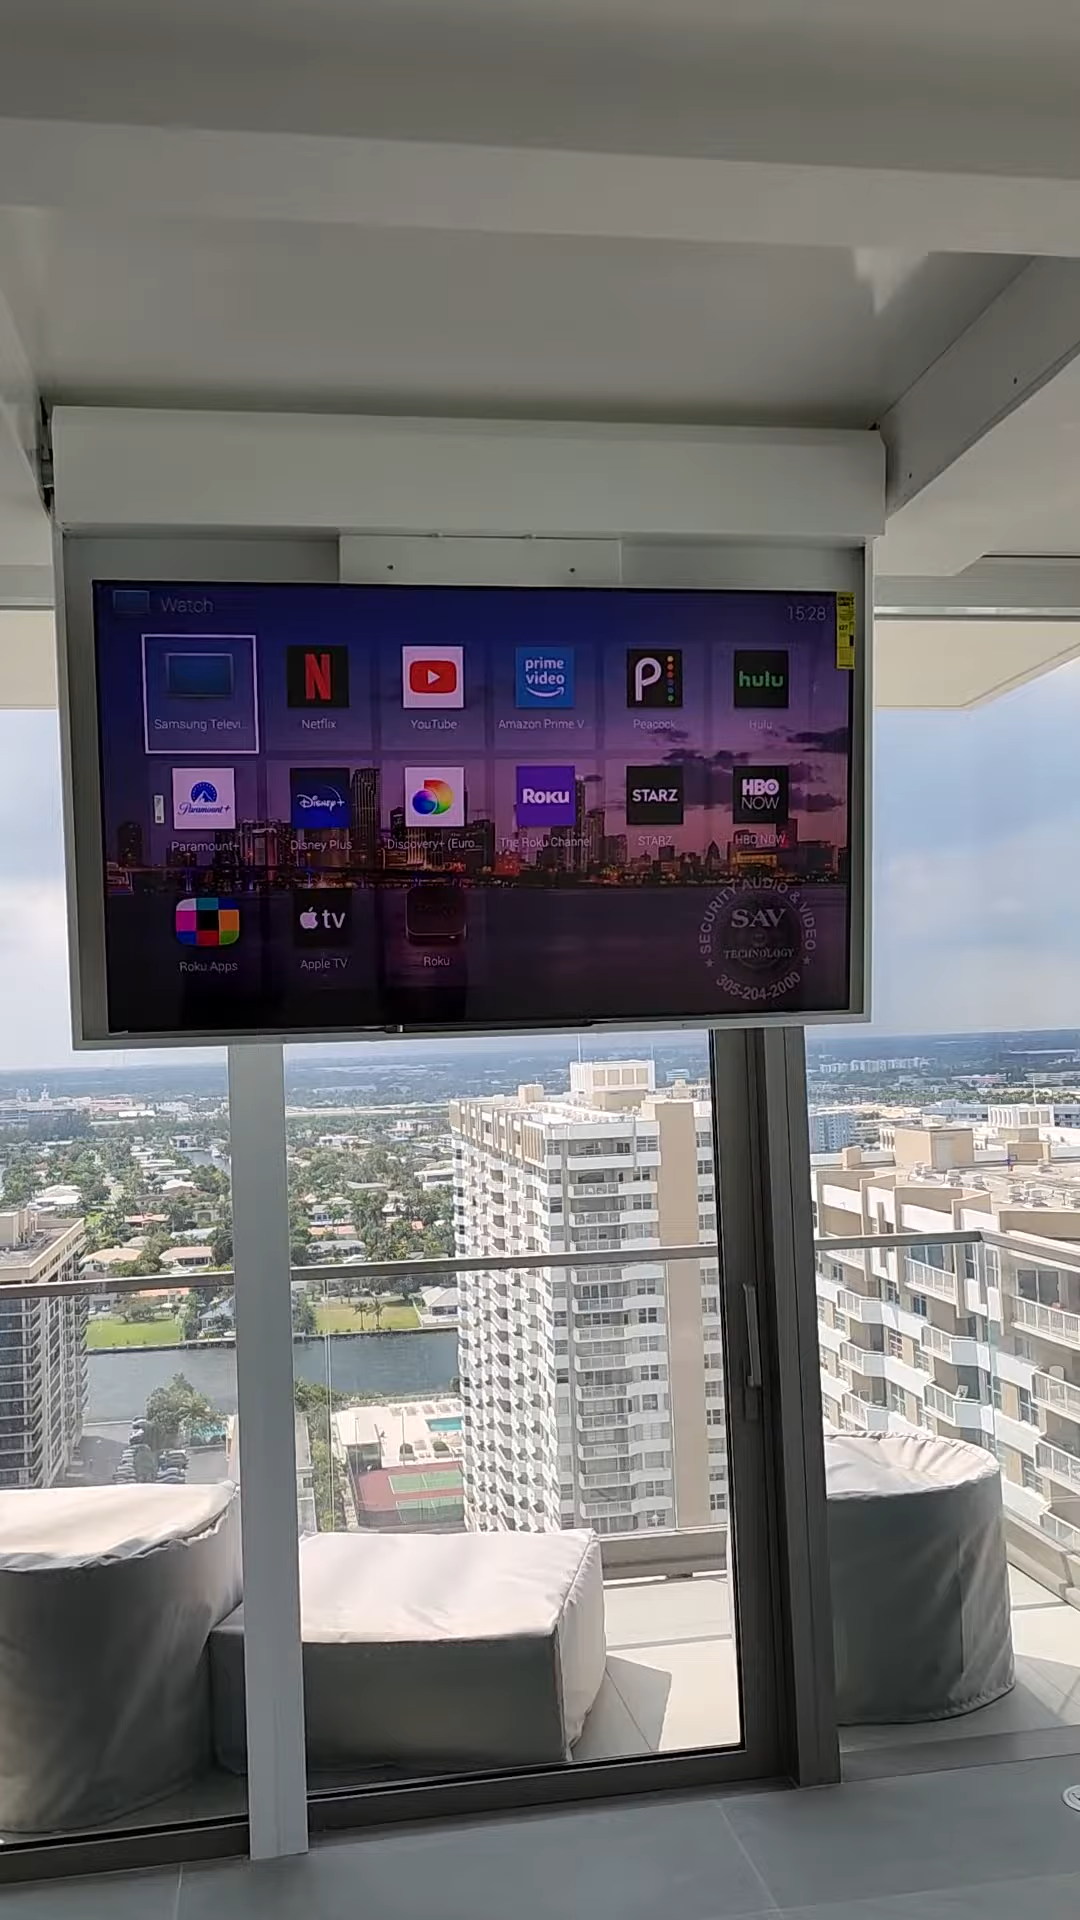 Watch
15:28
Samsung Televi...
N
Netflix
YouTube
prime
video
Amazon Prime V...
P
Peacock
hulu
Hulu
Paramount+
Paramount+
Disney+
Disney Plus
Discovery+ (Euro...
Roku
The Roku Channel
STARZ
STARZ
HBO
NOW
HBO NOW
Roku Apps
tv
Apple TV
Roku
SECURITY AUDIO & VIDEO
SAV
TECHNOLOGY
305-204-2000